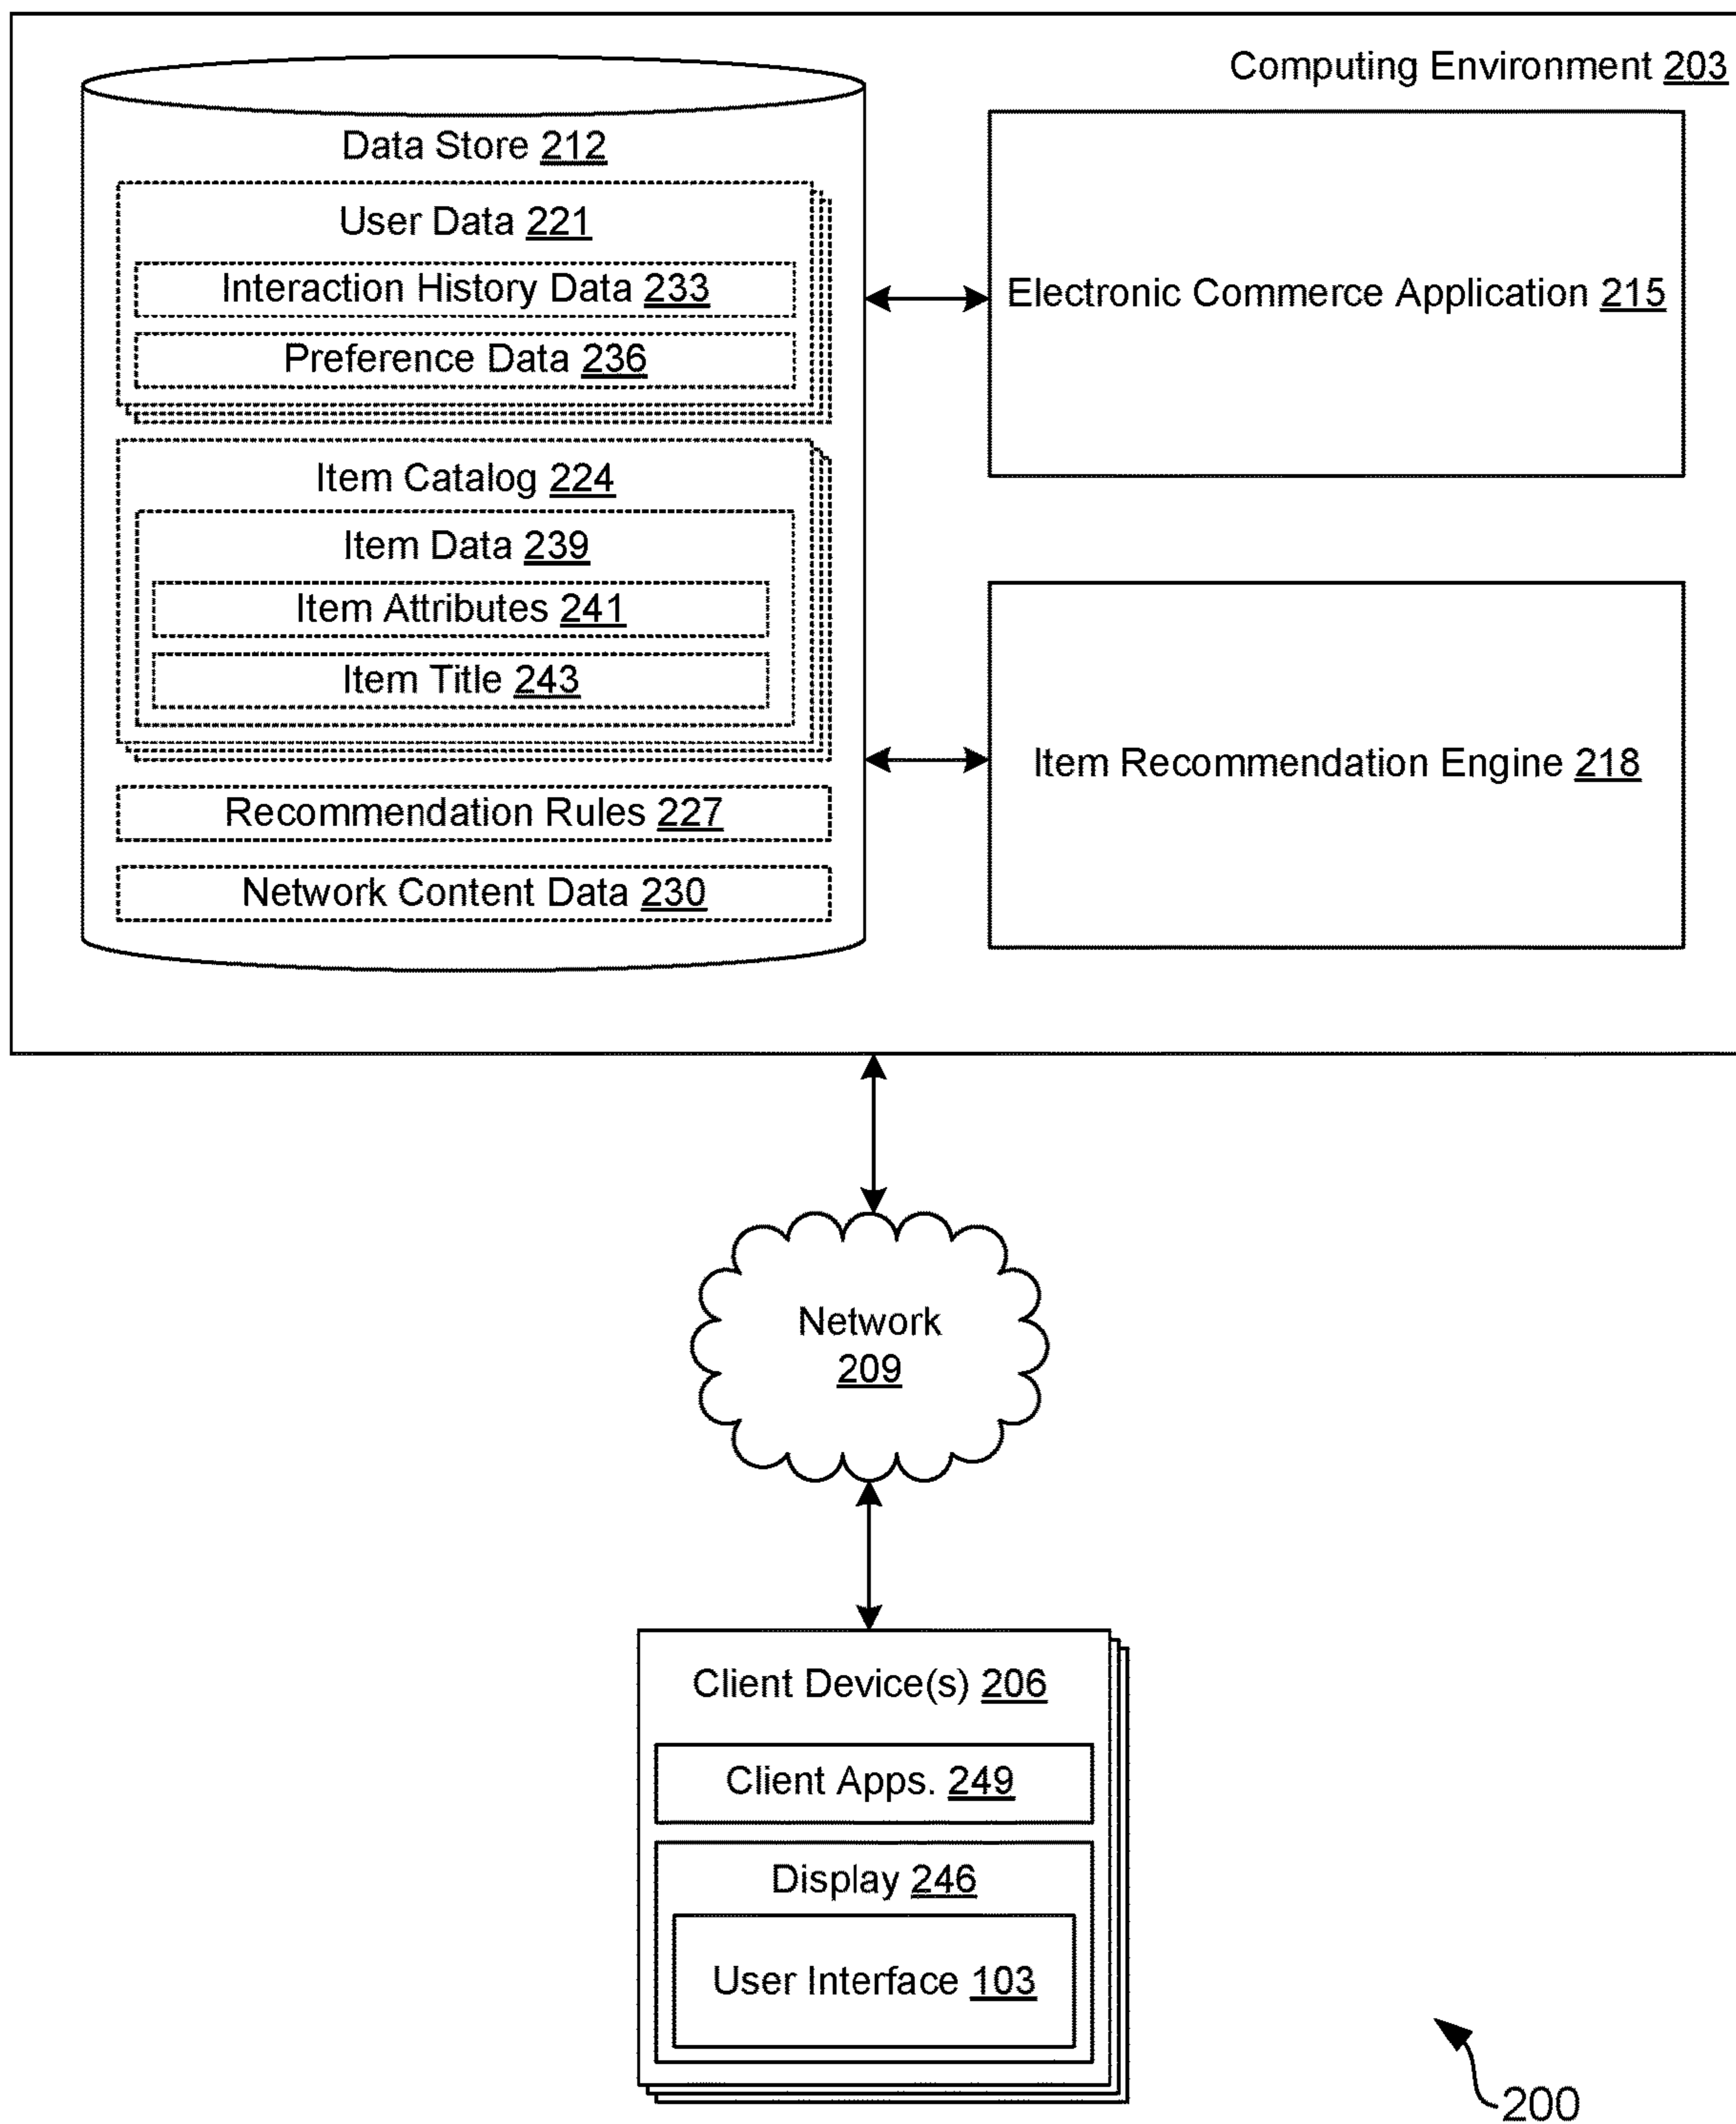 Computing Environment 203
Data Store 212
User Data 221
Interaction History Data 233
Preference Data 236
Item Catalog 224
Item Data 239
Item Attributes 241
Item Title 243
Recommendation Rules 227
Network Content Data 230
Electronic Commerce Application 215
Item Recommendation Engine 218
Network
209
Client Device(s) 206
Client Apps. 249
Display 246
User Interface 103
200